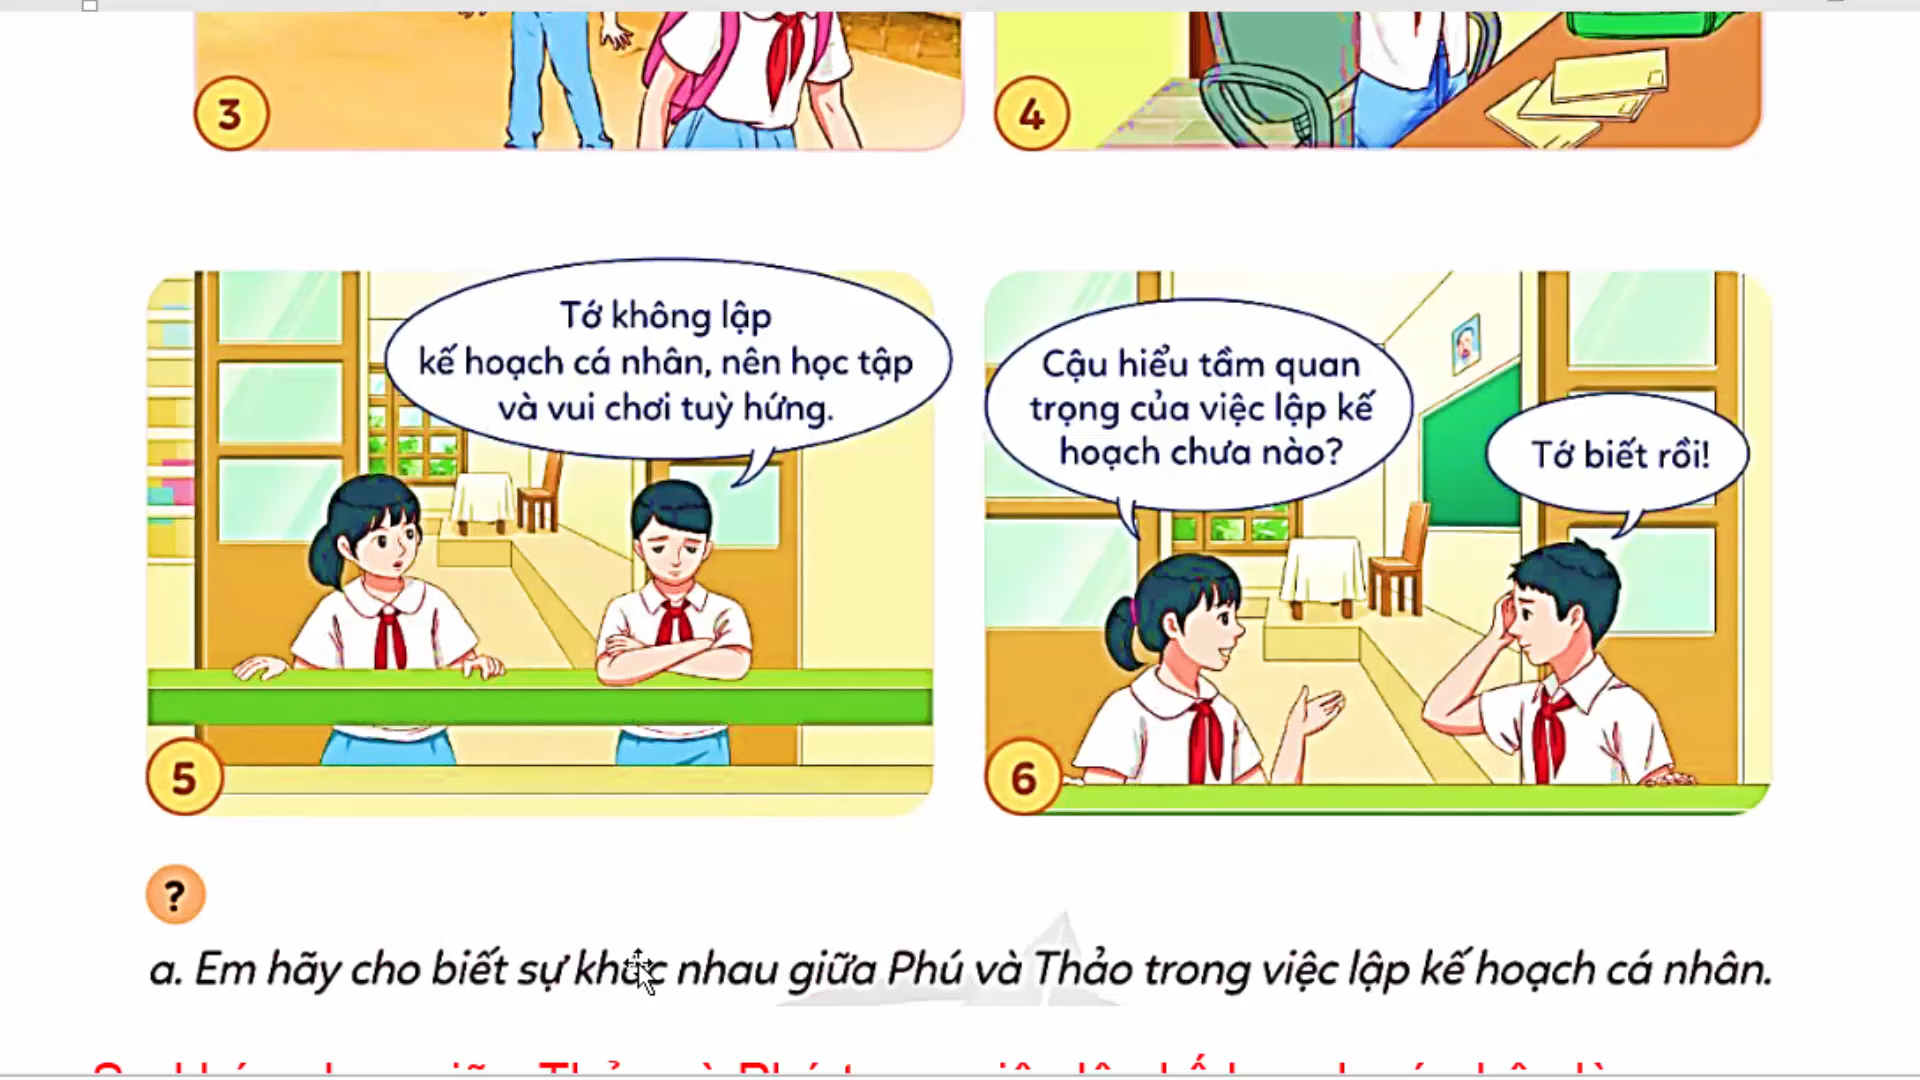 3
4
Tớ không lập
kế hoạch cá nhân, nên học tập
và vui chơi tuỳ hứng.
Cậu hiểu tầm quan
trọng của việc lập kế
hoạch chưa nào?
Tớ biết rồi!
5
6
?
a. Em hãy cho biết sự khác nhau giữa Phú và Thảo trong việc lập kế hoạch cá nhân.